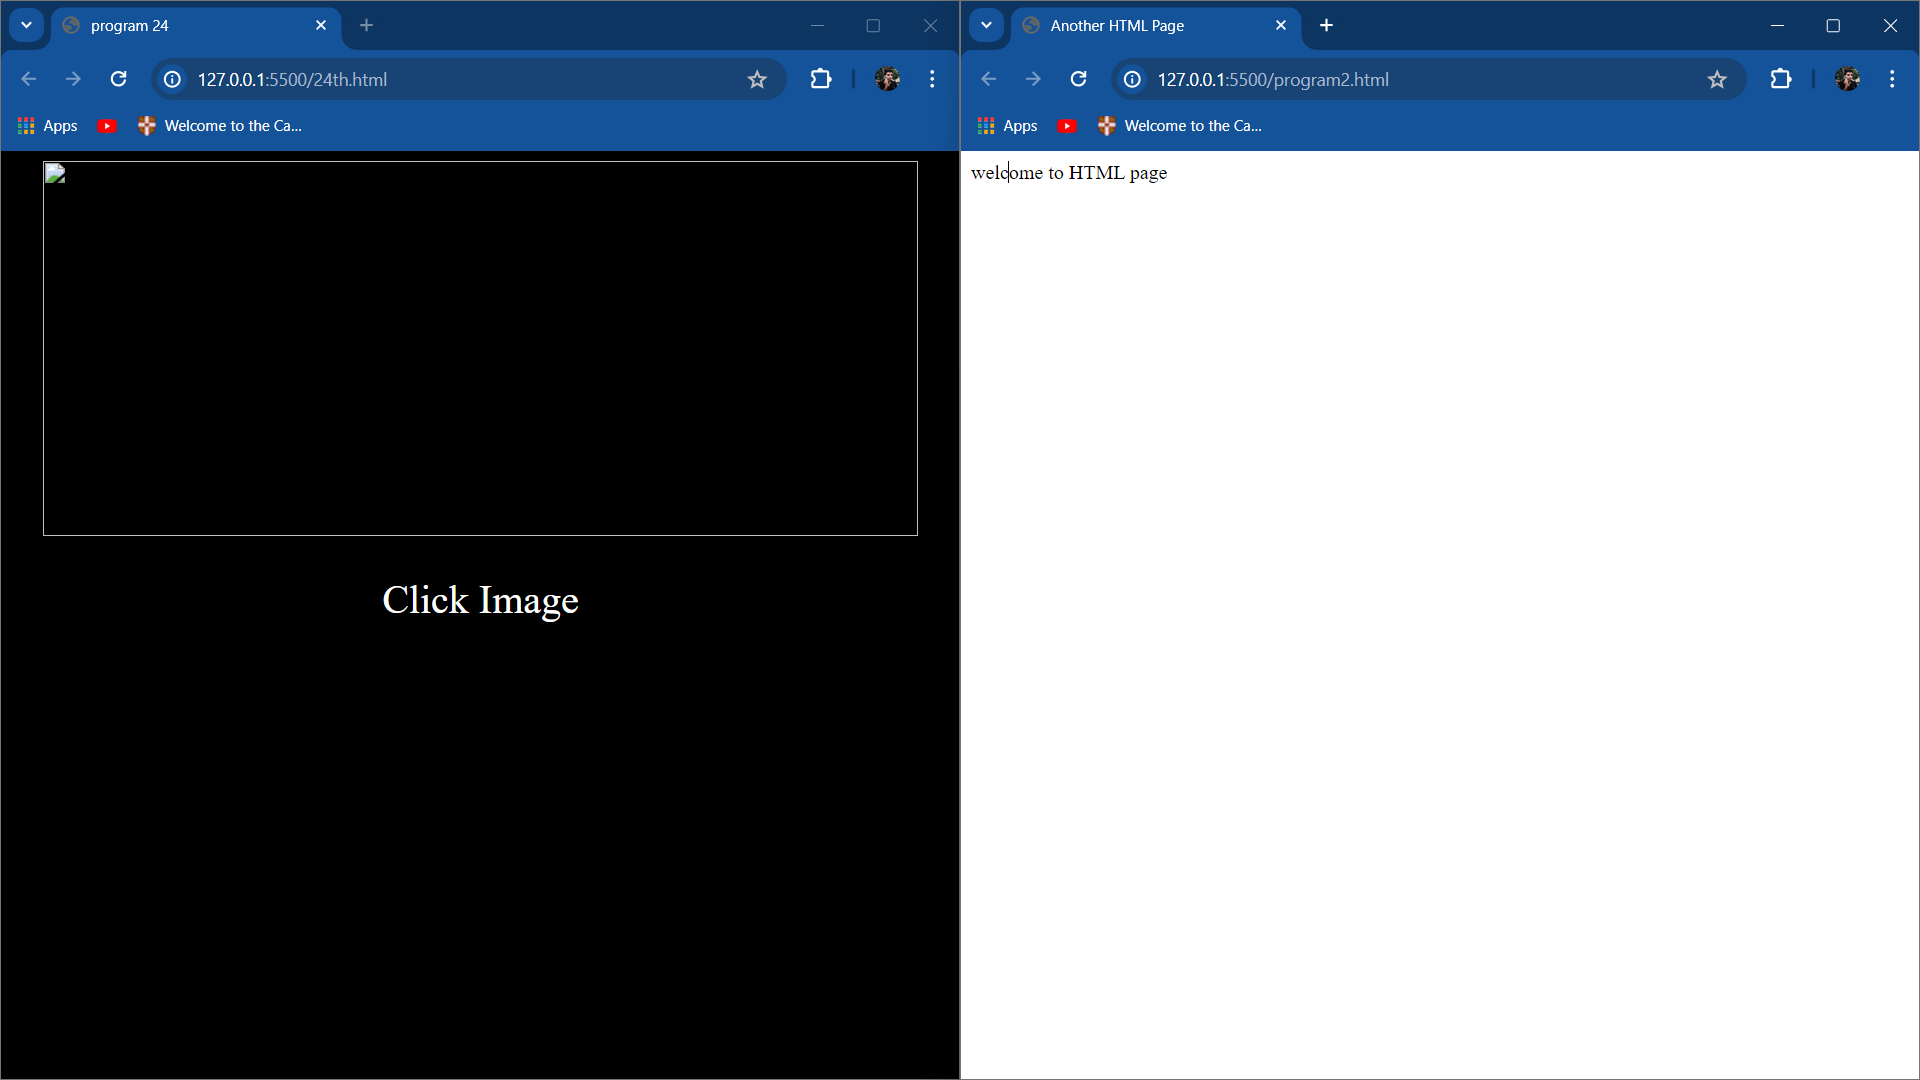 program 24
127.0.0.1:5500/24th.html
Apps
Welcome to the Ca...
Click Image
Another HTML Page
127.0.0.1:5500/program2.html
Apps
Welcome to the Ca...
welcome to HTML page